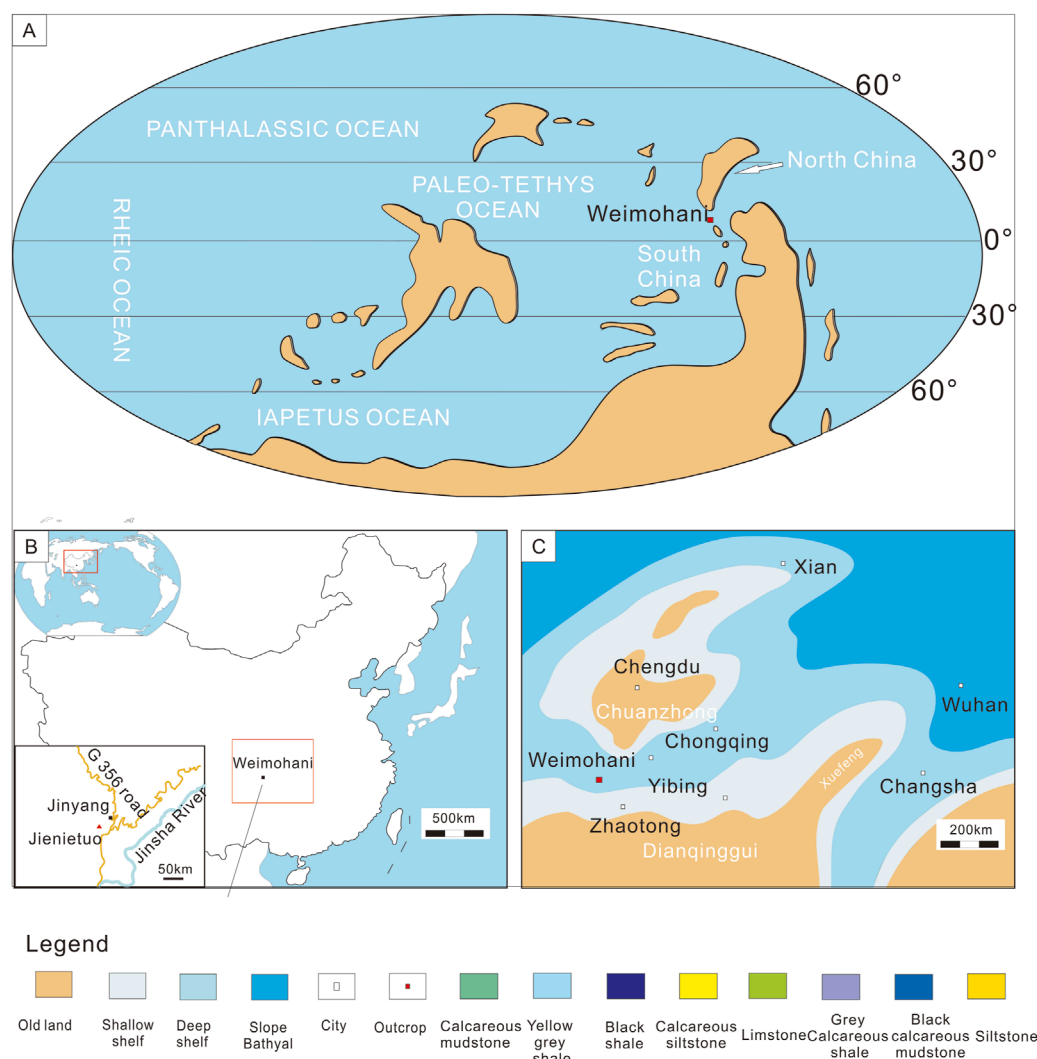 A
60°
PANTHALASSIC OCEAN
North China
30°
PALEO-TETHYS
OCEAN
Weimohani
RHEIC OCEAN
0°
South
China
30°
60°
IAPETUS OCEAN
B
Weimohani
G 356 road
Jinyang
Jienietuo
Jinsha River
50km
500km
C
Xian
Chengdu
Chuanzhong
Wuhan
Chongqing
Weimohani
Xuefeng
Yibing
Changsha
Zhaotong
Dianqinggui
200km
Legend
Old land
Shallow
shelf
Deep
shelf
Slope
Bathyal
City
Outcrop
Calcareous
mudstone
Yellow
grey
shale
Black
shale
Calcareous
siltstone
Limstone
Grey
Calcareous
shale
Black
calcareous
mudstone
Siltstone